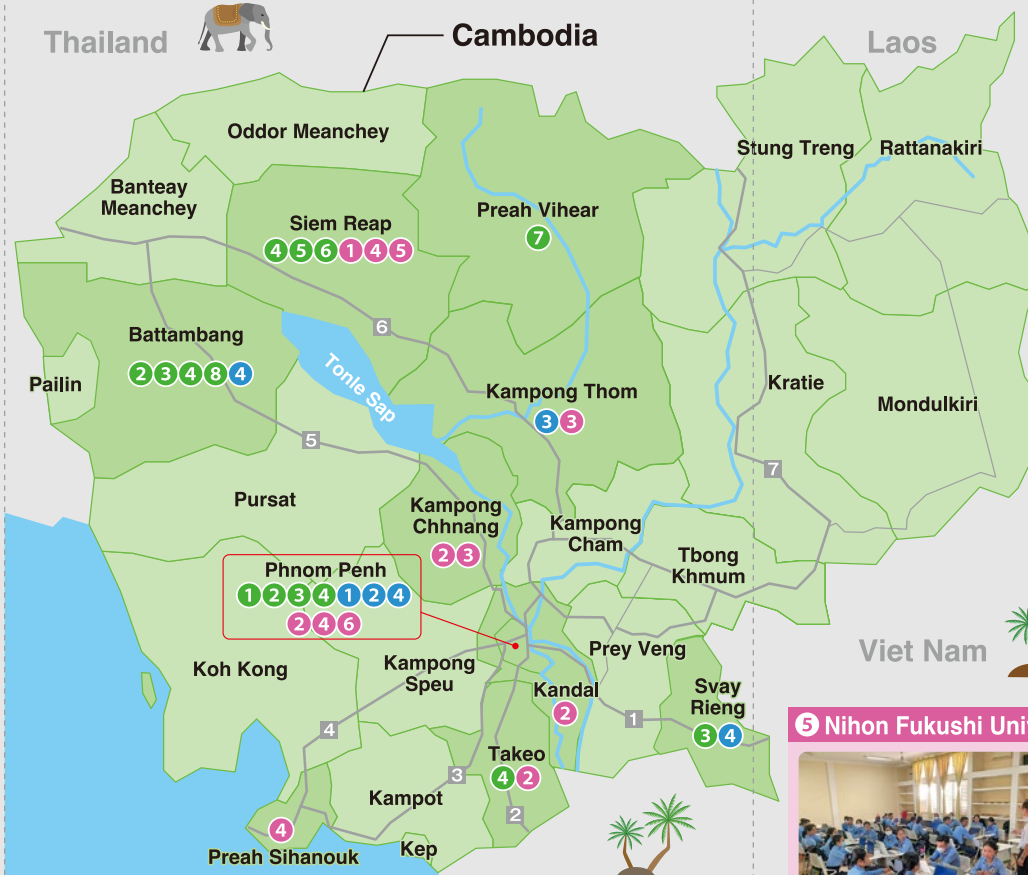 Thailand
Cambodia
Laos
Oddor Meanchey
Stung Treng
Rattanakiri
Banteay
Meanchey
Siem Reap
4 5 6 1 4 5
Preah Vihear
7
6
Battambang
2 3 4 8 4
Pailin
Tonle Sap
Kampong Thom
3 3
Kratie
Mondulkiri
5
7
Pursat
Kampong
Chhnang
2 3
Kampong
Cham
Tbong
Khmum
Phnom Penh
1 2 3 4 1 2 4
2 4 6
Koh Kong
Kampong
Speu
Prey Veng
Viet Nam
Kandal
2
Svay
Rieng
3 4
1
4
5 Nihon Fukushi Uni
Takeo
4 2
3
2
Kampot
4
Preah Sihanouk
Kep